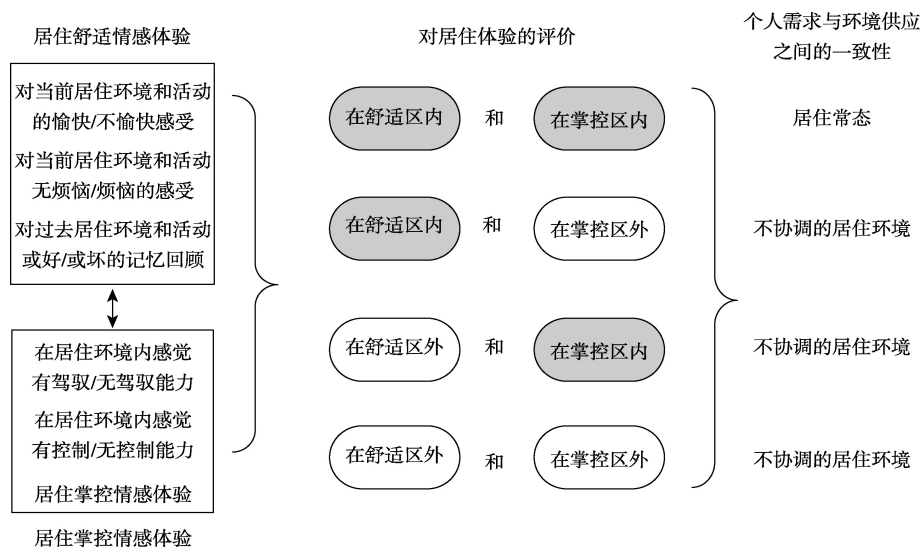 居住舒适情感体验
对当前居住环境和活动
的愉快/不愉快感受
对当前居住环境和活动
无烦恼/烦恼的感受
对过去居住环境和活动
或好/或坏的记忆回顾
在居住环境内感觉
有驾驭/无驾驭能力
在居住环境内感觉
有控制/无控制能力
居住掌控情感体验
居住掌控情感体验
对居住体验的评价
在舒适区内 和 在掌控区内
在舒适区内 和 在掌控区外
在舒适区外 和 在掌控区内
在舒适区外 和 在掌控区外
个人需求与环境供应
之间的一致性
居住常态
不协调的居住环境
不协调的居住环境
不协调的居住环境